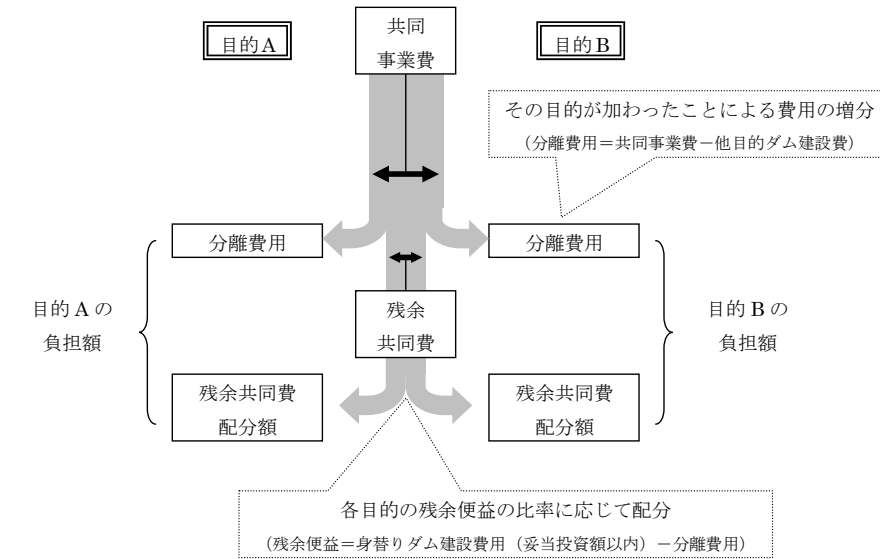 共同
事業費
目的A
目的B
その目的が加わったことによる費用の増分
（分離費用＝共同事業費－他目的ダム建設費）
分離費用
分離費用
目的 A の
負担額
残余
共同費
目的 B の
負担額
残余共同費
配分額
残余共同費
配分額
各目的の残余便益の比率に応じて配分
（残余便益＝身替りダム建設費用（妥当投資額以内）－分離費用）